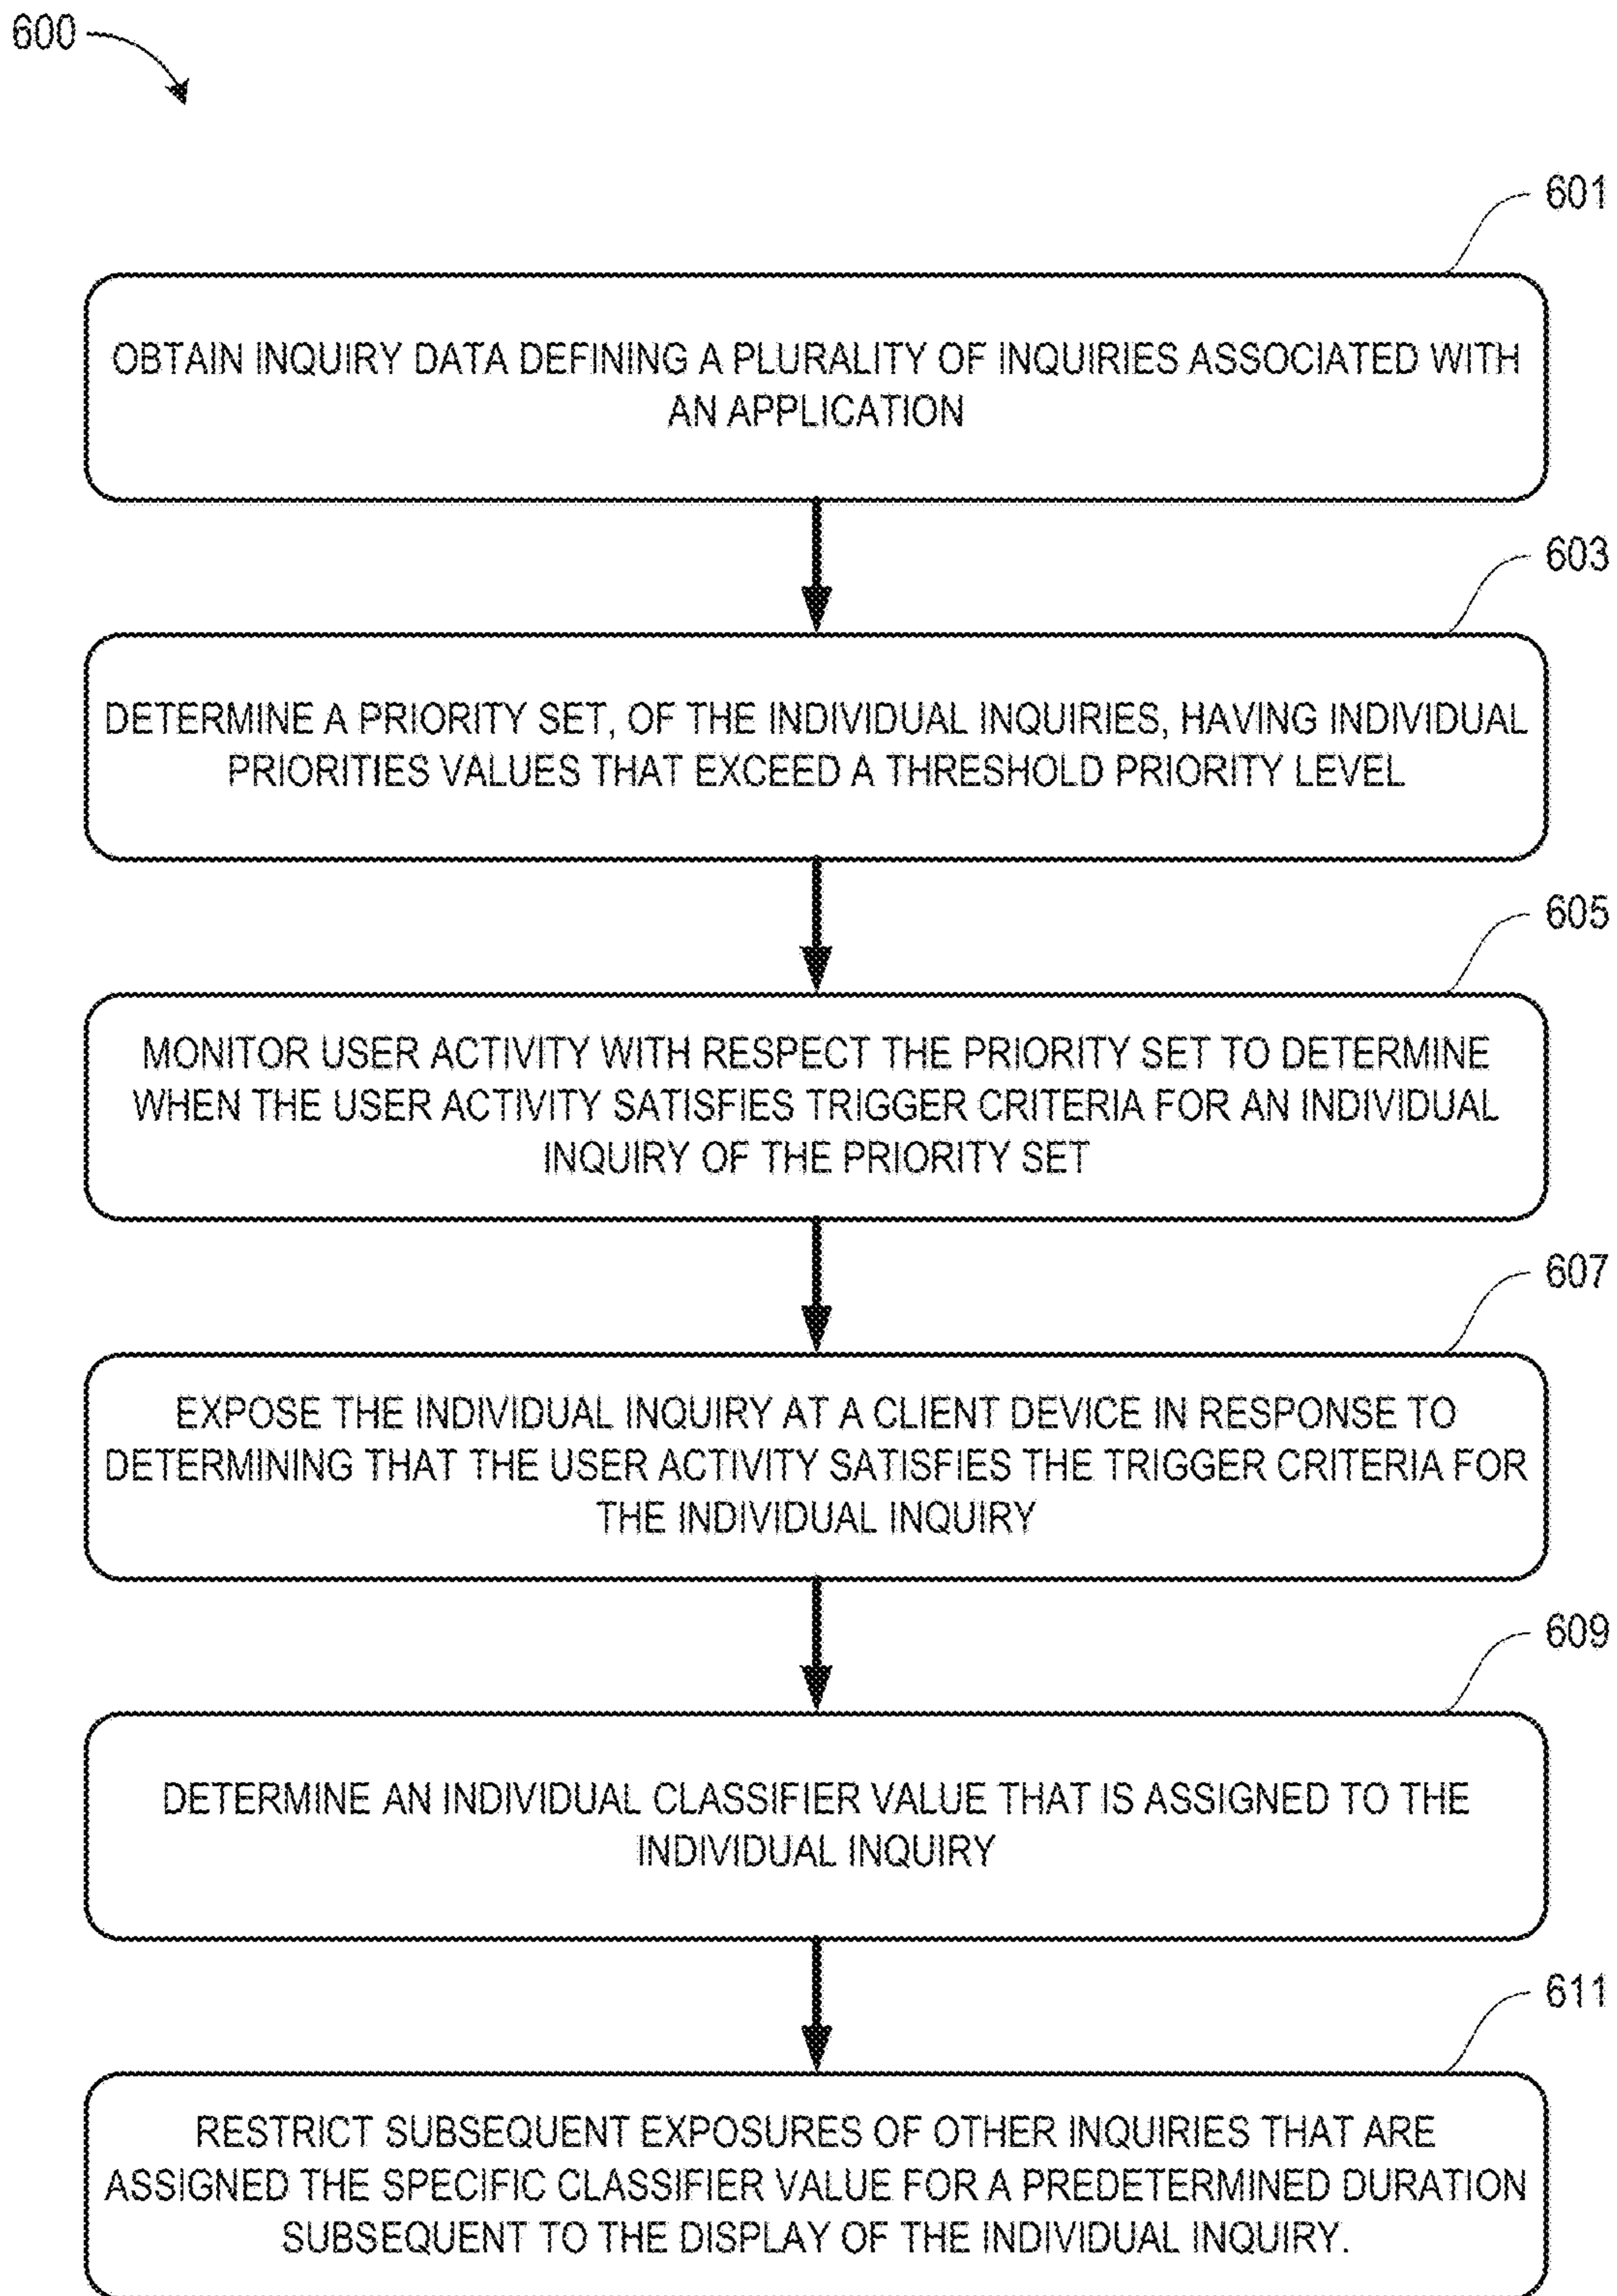 600
601
OBTAIN INQUIRY DATA DEFINING A PLURALITY OF INQUIRIES ASSOCIATED WITH
AN APPLICATION
603
DETERMINE A PRIORITY SET, OF THE INDIVIDUAL INQUIRIES, HAVING INDIVIDUAL
PRIORITIES VALUES THAT EXCEED A THRESHOLD PRIORITY LEVEL
605
MONITOR USER ACTIVITY WITH RESPECT THE PRIORITY SET TO DETERMINE
WHEN THE USER ACTIVITY SATISFIES TRIGGER CRITERIA FOR AN INDIVIDUAL
INQUIRY OF THE PRIORITY SET
607
EXPOSE THE INDIVIDUAL INQUIRY AT A CLIENT DEVICE IN RESPONSE TO
DETERMINING THAT THE USER ACTIVITY SATISFIES THE TRIGGER CRITERIA FOR
THE INDIVIDUAL INQUIRY
609
DETERMINE AN INDIVIDUAL CLASSIFIER VALUE THAT IS ASSIGNED TO THE
INDIVIDUAL INQUIRY
611
RESTRICT SUBSEQUENT EXPOSURES OF OTHER INQUIRIES THAT ARE
ASSIGNED THE SPECIFIC CLASSIFIER VALUE FOR A PREDETERMINED DURATION
SUBSEQUENT TO THE DISPLAY OF THE INDIVIDUAL INQUIRY.